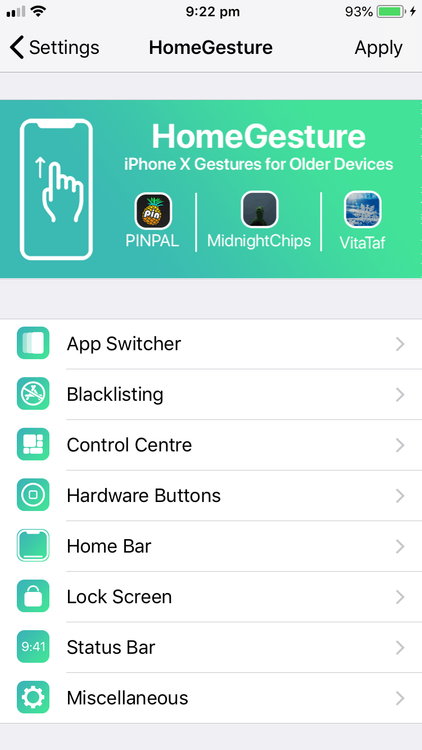 9:22 pm 93%
Settings HomeGesture Apply
HomeGesture
iPhone X Gestures for Older Devices
Pin
PINPAL MidnightChips VitaTaf
App Switcher
Blacklisting
Control Centre
Hardware Buttons
Home Bar
Lock Screen
9:41 Status Bar
Miscellaneous